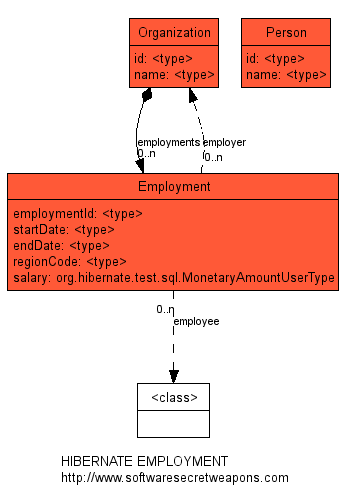 Organization
id: <type>
name: <type>
Person
id: <type>
name: <type>
employments
0..n
employer
0..n
Employment
employmentId: <type>
startDate: <type>
endDate: <type>
regionCode: <type>
salary: org.hibernate.test.sql.MonetaryAmountUserType
0..n
employee
<class>
HIBERNATE EMPLOYMENT
http://www.softwaresecretweapons.com